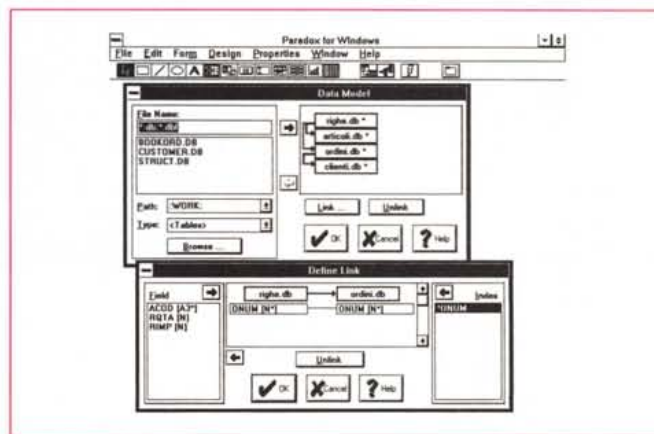 Paradox for Windows
File Edit Form Design Properties Window Help
Data Model
File Name:
*.db;*.dbf
BOOKORD.DB
CUSTOMER.DB
STRUCT.DB
righe.db *
articoli.db *
ordini.db *
clienti.db *
Path: :WORK:
Type: <Tables>
Browse ...
Link ... Unlink
OK Cancel ? Help
Define Link
Field
ACOD [A3*]
RQTA [N]
RIMP [N]
righe.db ordini.db
ONUM [N*] ONUM [N*]
Index
*ONUM
Unlink
OK Cancel ? Help